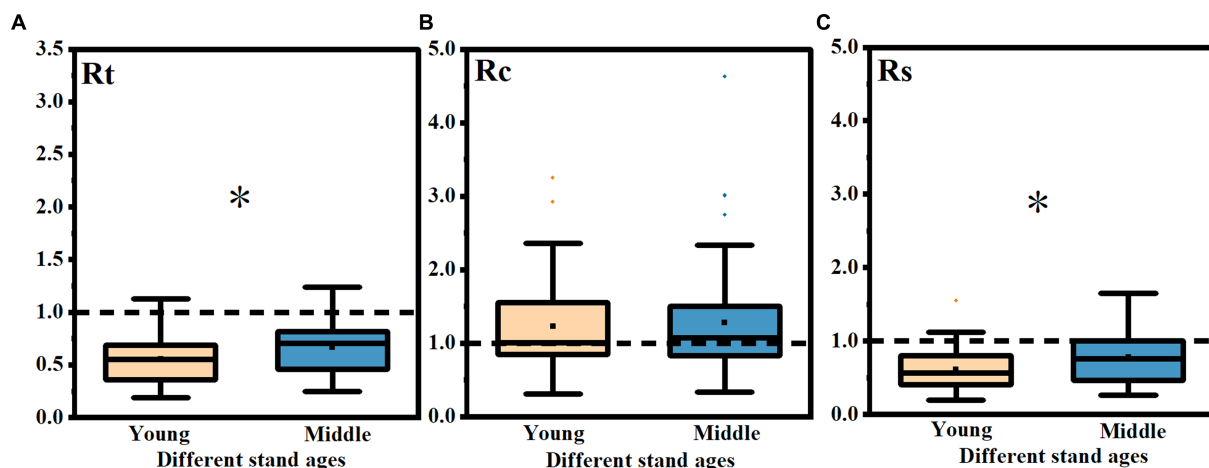 A
Rt
3.5
3.0
2.5
2.0
1.5
1.0
0.5
0.0
*
Young Middle
Different stand ages
B
Rc
5.0
4.0
3.0
2.0
1.0
0.0
Young Middle
Different stand ages
C
Rs
5.0
4.0
3.0
2.0
1.0
0.0
*
Young Middle
Different stand ages